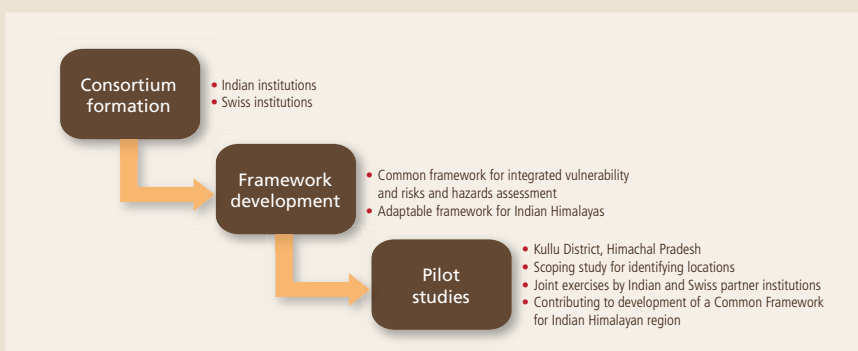 Consortium
formation
• Indian institutions
• Swiss institutions
Framework
development
• Common framework for integrated vulnerability
and risks and hazards assessment
• Adaptable framework for Indian Himalayas
Pilot
studies
• Kullu District, Himachal Pradesh
• Scoping study for identifying locations
• Joint exercises by Indian and Swiss partner institutions
• Contributing to development of a Common Framework
for Indian Himalayan region